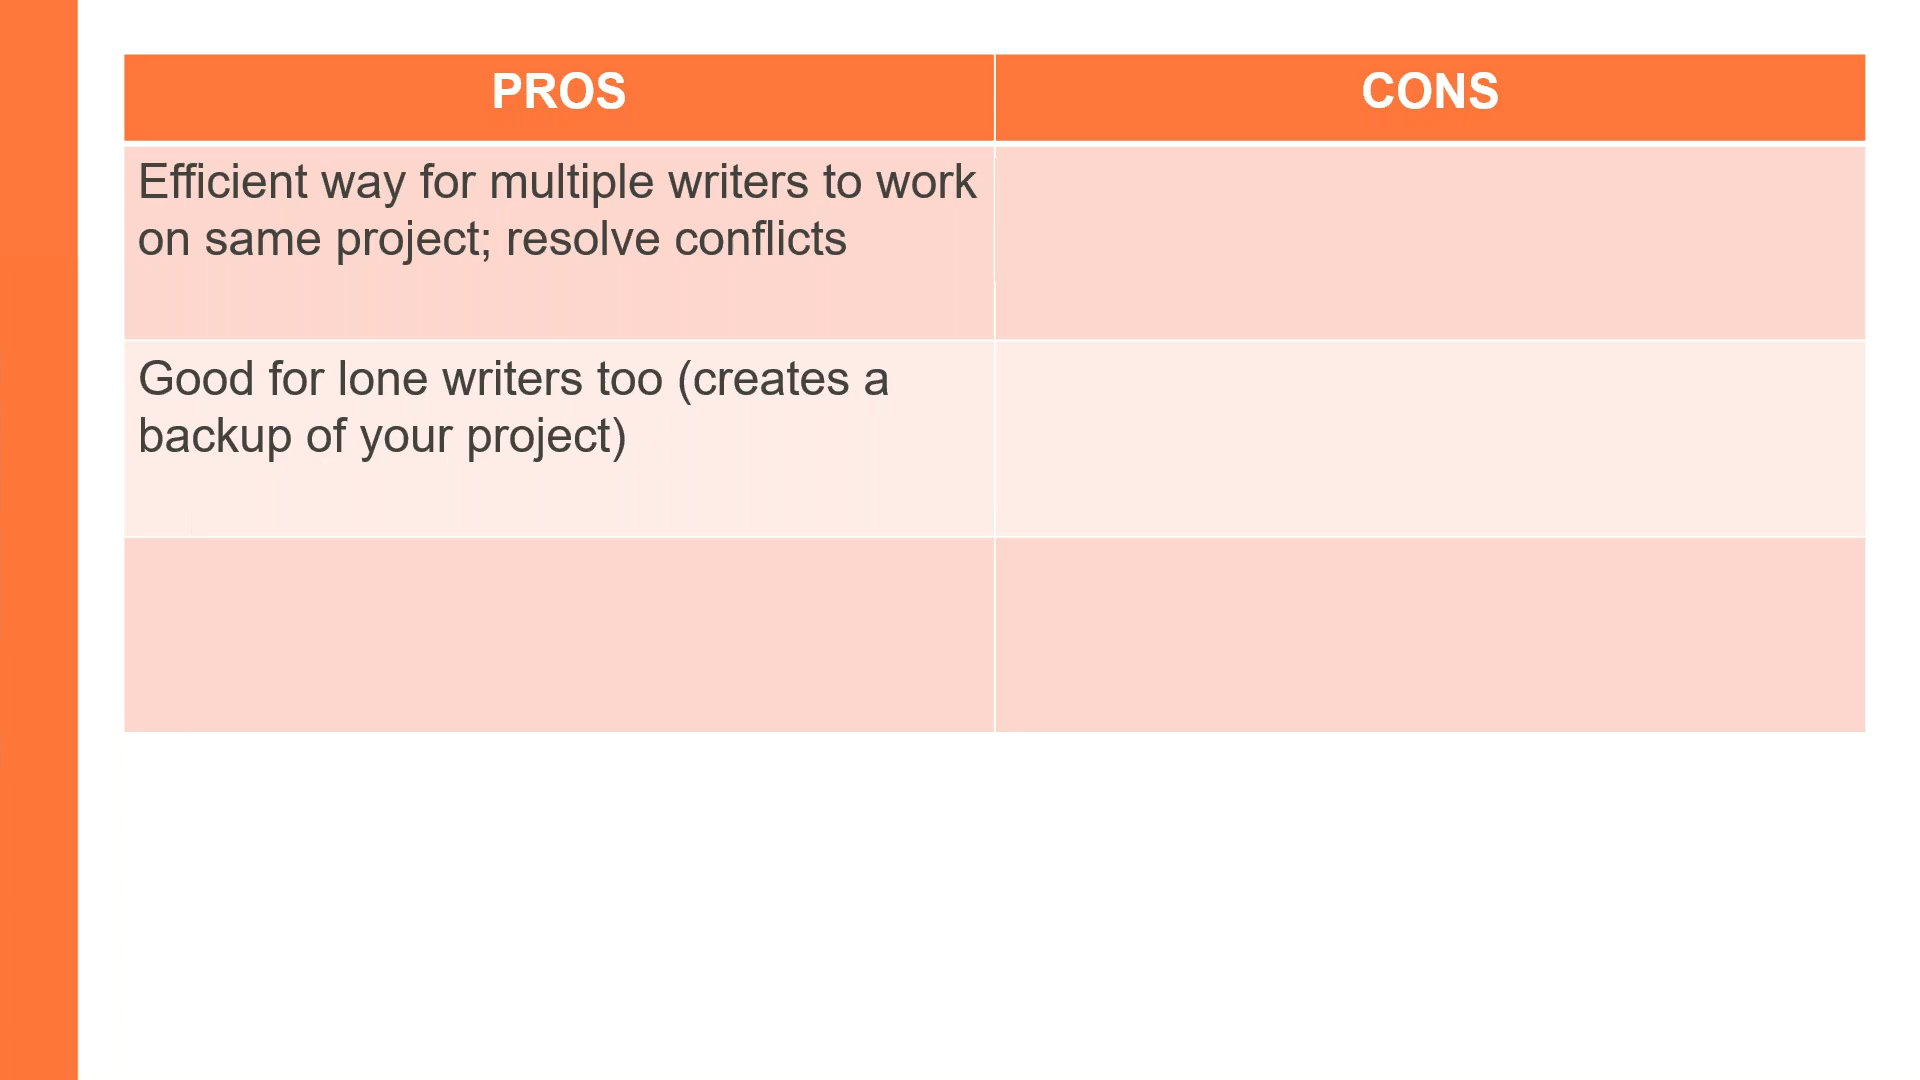 PROS
CONS
Efficient way for multiple writers to work
on same project; resolve conflicts
Good for lone writers too (creates a
backup of your project)